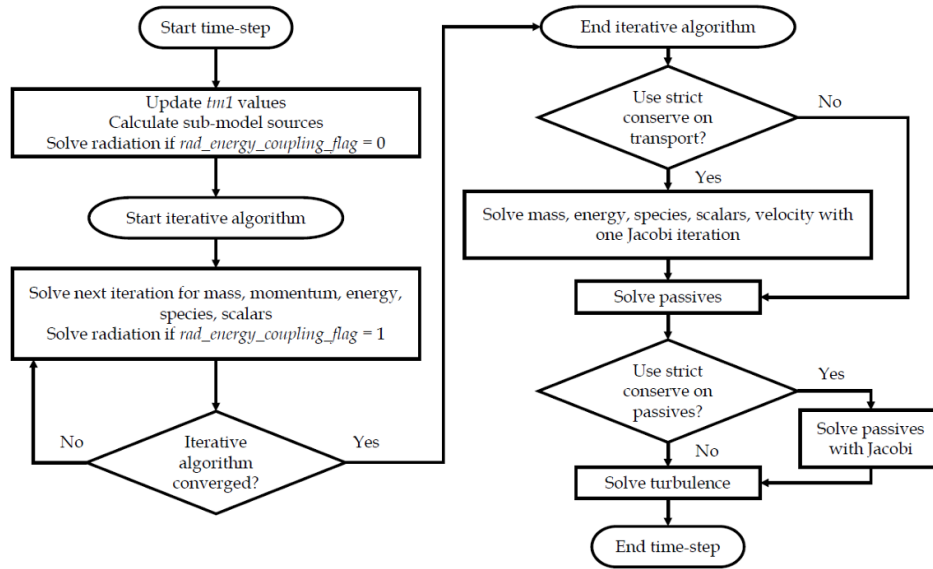 Start time-step
Update tm1 values
Calculate sub-model sources
Solve radiation if rad_energy_coupling_flag = 0
Start iterative algorithm
Solve next iteration for mass, momentum, energy,
species, scalars
Solve radiation if rad_energy_coupling_flag = 1
No
Iterative
algorithm
converged?
Yes
End iterative algorithm
Use strict
conserve on
transport?
No
Yes
Solve mass, energy, species, scalars, velocity with
one Jacobi iteration
Solve passives
Use strict
conserve on
passives?
Yes
Solve passives
with Jacobi
No
Solve turbulence
End time-step